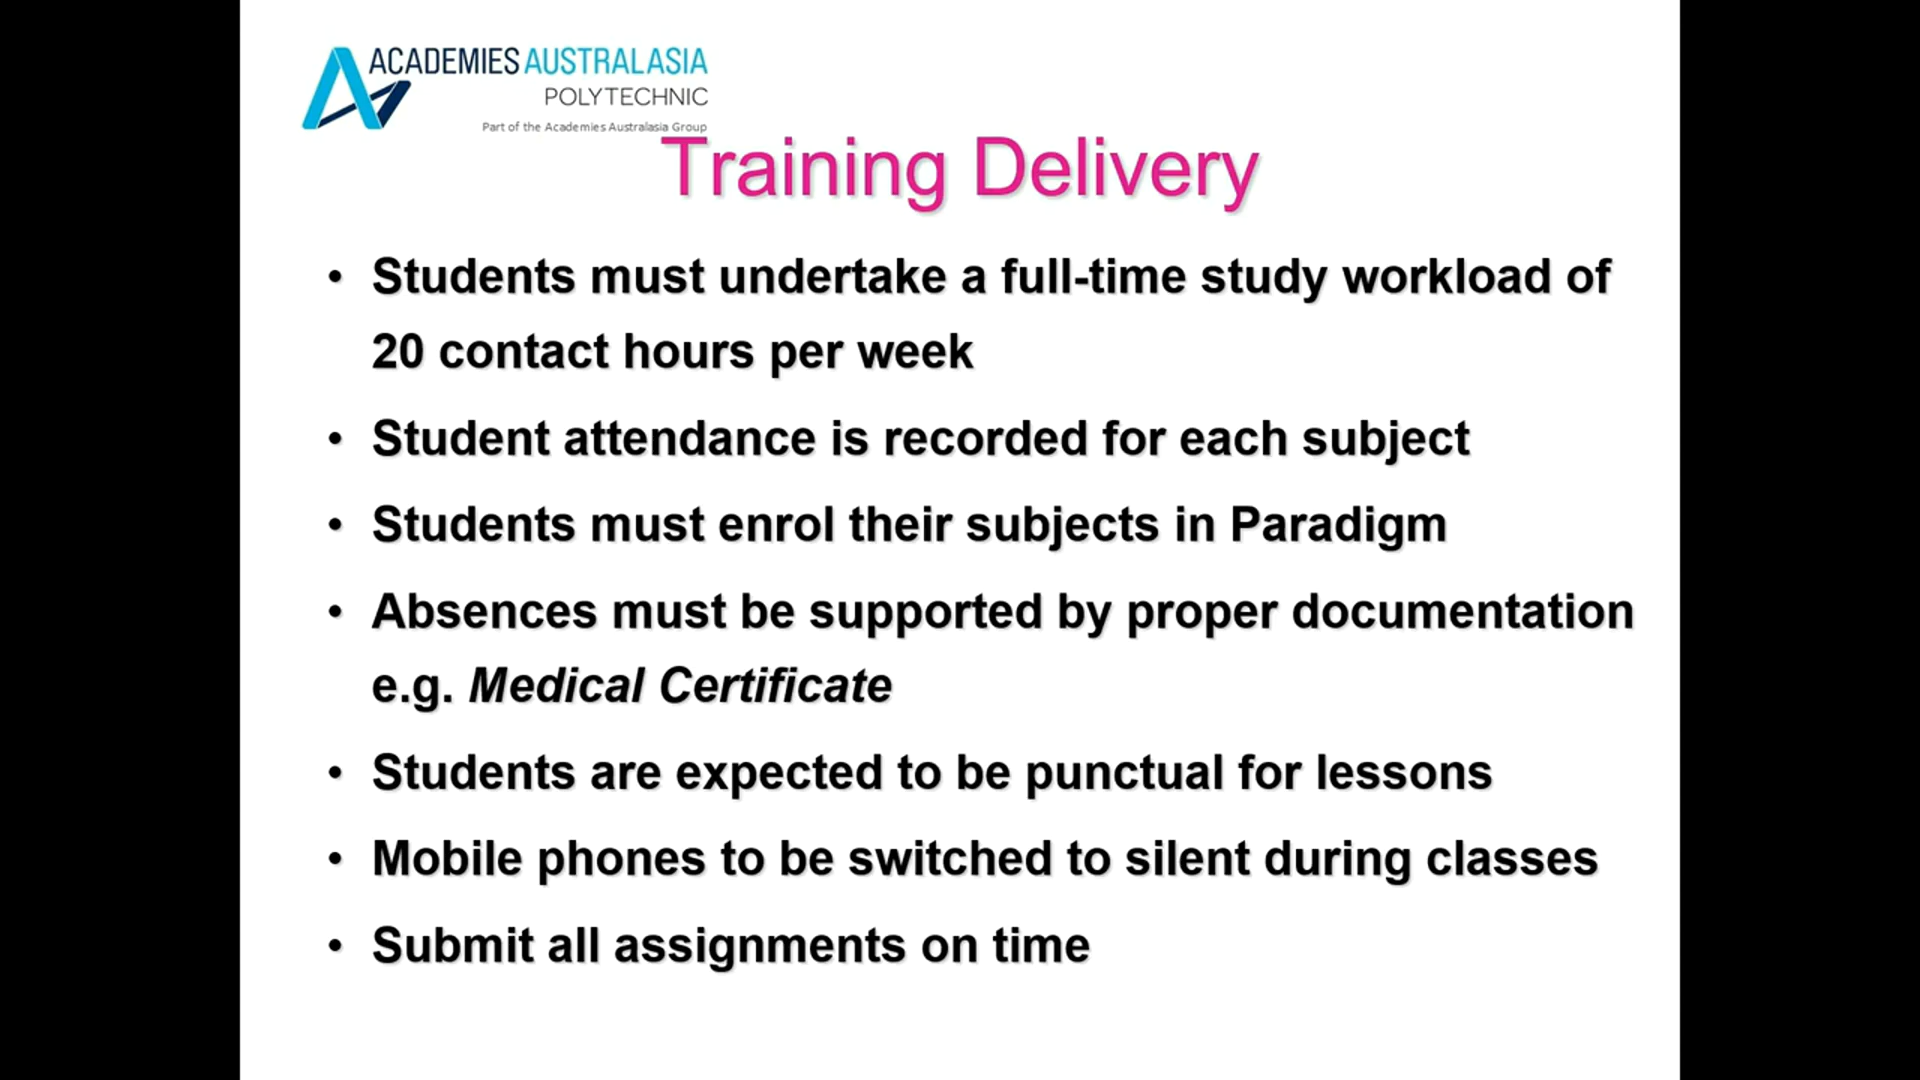 ACADEMIES AUSTRALASIA
POLYTECHNIC
Part of the Academies Australasia Group
Training Delivery
• Students must undertake a full-time study workload of
20 contact hours per week
• Student attendance is recorded for each subject
• Students must enrol their subjects in Paradigm
• Absences must be supported by proper documentation
e.g. Medical Certificate
• Students are expected to be punctual for lessons
• Mobile phones to be switched to silent during classes
• Submit all assignments on time